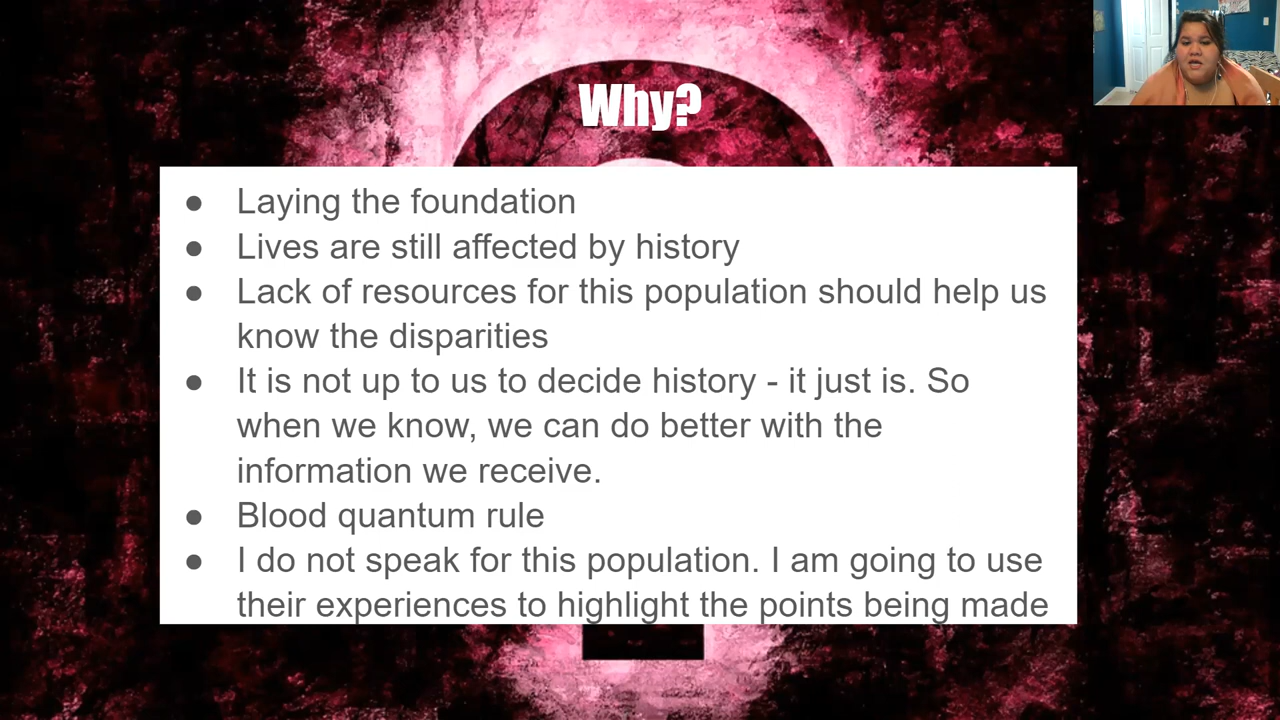 Why?
● Laying the foundation
● Lives are still affected by history
● Lack of resources for this population should help us
know the disparities
● It is not up to us to decide history - it just is. So
when we know, we can do better with the
information we receive.
● Blood quantum rule
● I do not speak for this population. I am going to use
their experiences to highlight the points being made